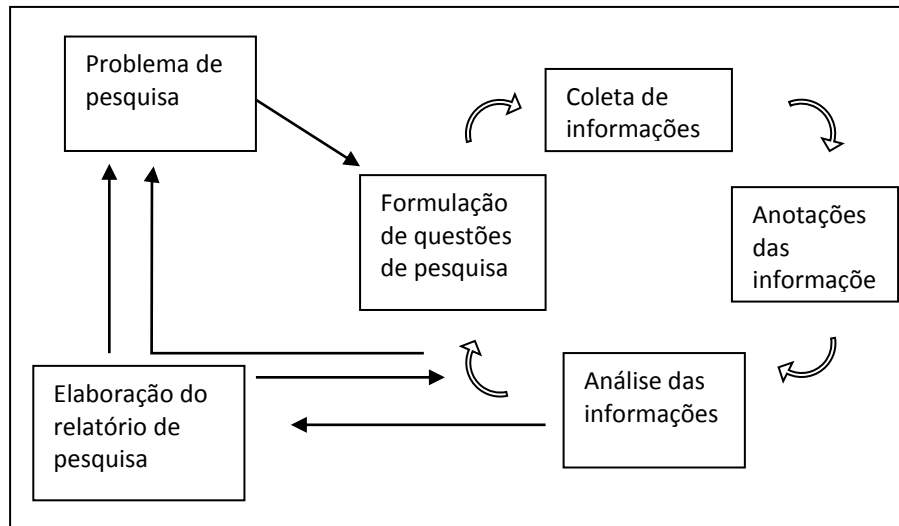 Problema de
pesquisa
Coleta de
informações
Formulação
de questões
de pesquisa
Anotações
das
informaçõe
Análise das
informações
Elaboração do
relatório de
pesquisa